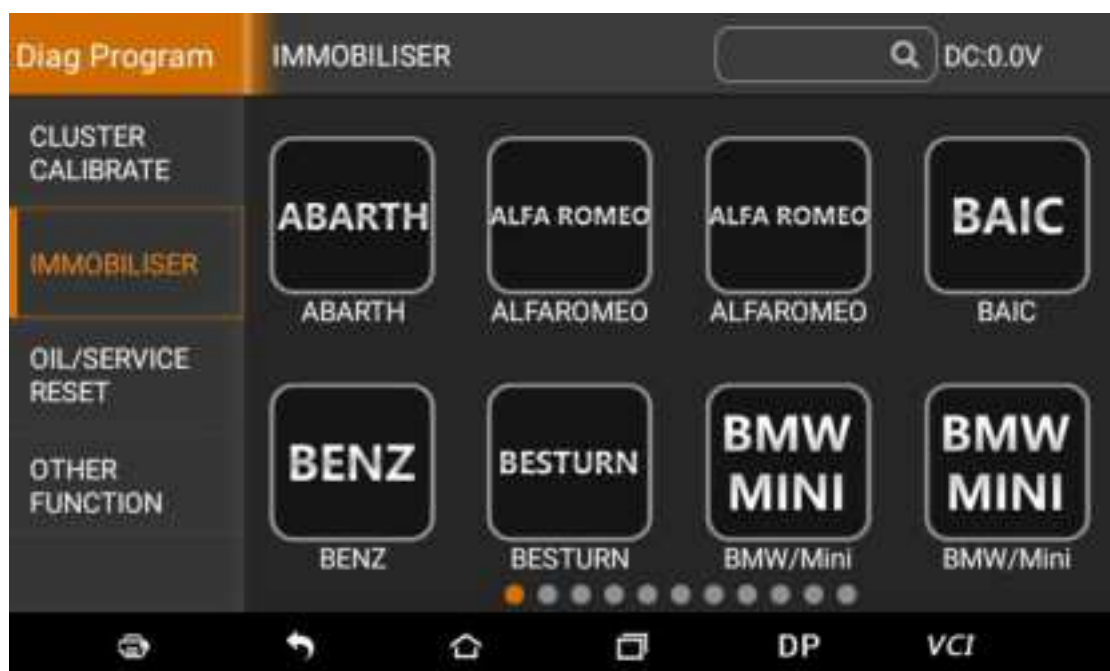 Diag Program
IMMOBILISER
DC:0.0V
CLUSTER
CALIBRATE
IMMOBILISER
OIL/SERVICE
RESET
OTHER
FUNCTION
ABARTH
ALFA ROMEO
ALFA ROMEO
BAIC
ABARTH
ALFAROMEO
ALFAROMEO
BAIC
BENZ
BESTURN
BMW
MINI
BMW
MINI
BENZ
BESTURN
BMW/Mini
BMW/Mini
DP
VCI